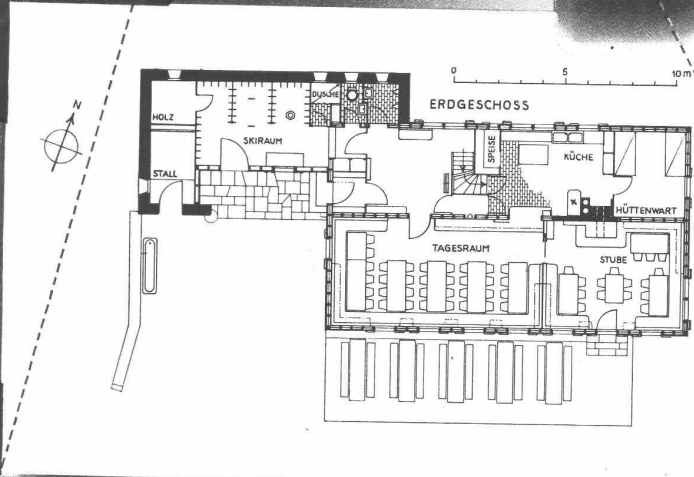 0 5 10 m
ERDGESCHOSS
N
DUSCHE
HOLZ
SKIRAUM
SPEISE
KÜCHE
STALL
HÜTTENWART
TAGESRAUM
STUBE